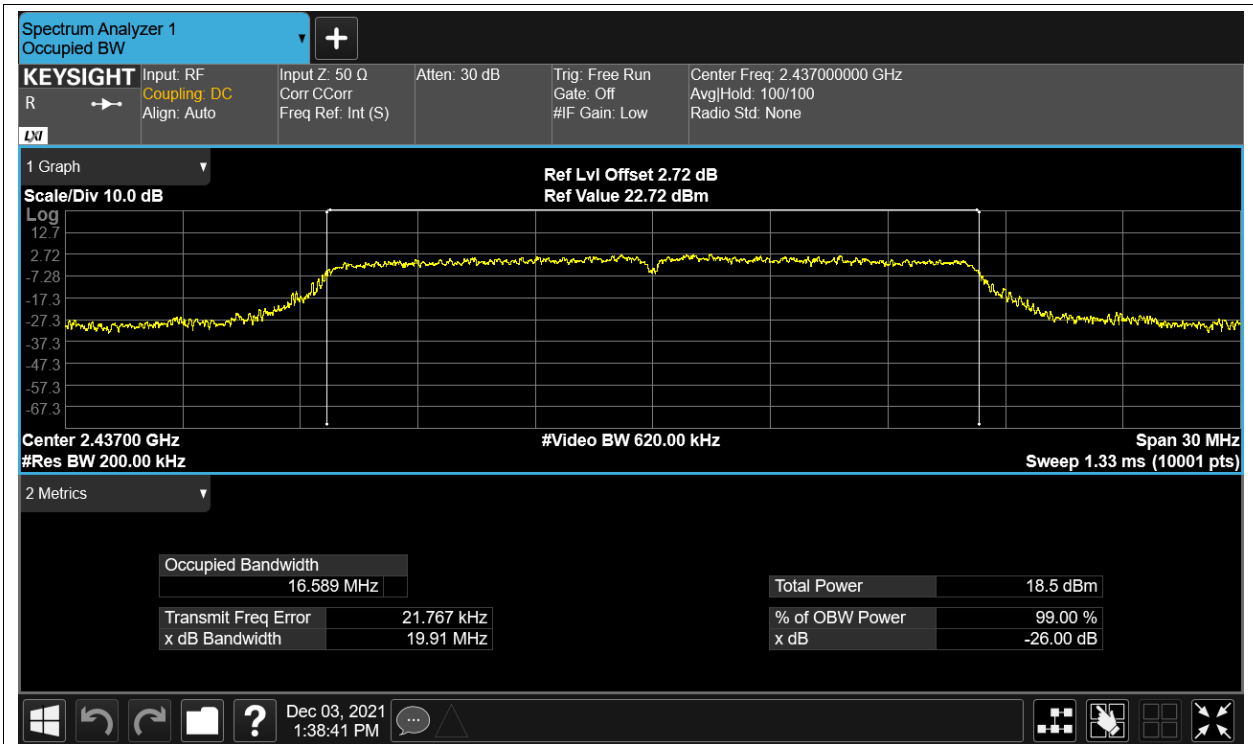 Spectrum Analyzer 1
Occupied BW
KEYSIGHT
R
LXI
Input: RF
Coupling: DC
Align: Auto
Input Z: 50 Ω
Corr CCorr
Freq Ref: Int (S)
Atten: 30 dB
Trig: Free Run
Gate: Off
#IF Gain: Low
Center Freq: 2.437000000 GHz
Avg|Hold: 100/100
Radio Std: None
1 Graph
Scale/Div 10.0 dB
Ref Lvl Offset 2.72 dB
Ref Value 22.72 dBm
Log
12.7
2.72
-7.28
-17.3
-27.3
-37.3
-47.3
-57.3
-67.3
Center 2.43700 GHz
#Video BW 620.00 kHz
Span 30 MHz
#Res BW 200.00 kHz
Sweep 1.33 ms (10001 pts)
2 Metrics
Occupied Bandwidth
16.589 MHz
Total Power 18.5 dBm
Transmit Freq Error 21.767 kHz
% of OBW Power 99.00 %
x dB Bandwidth 19.91 MHz
x dB -26.00 dB
?
Dec 03, 2021
1:38:41 PM